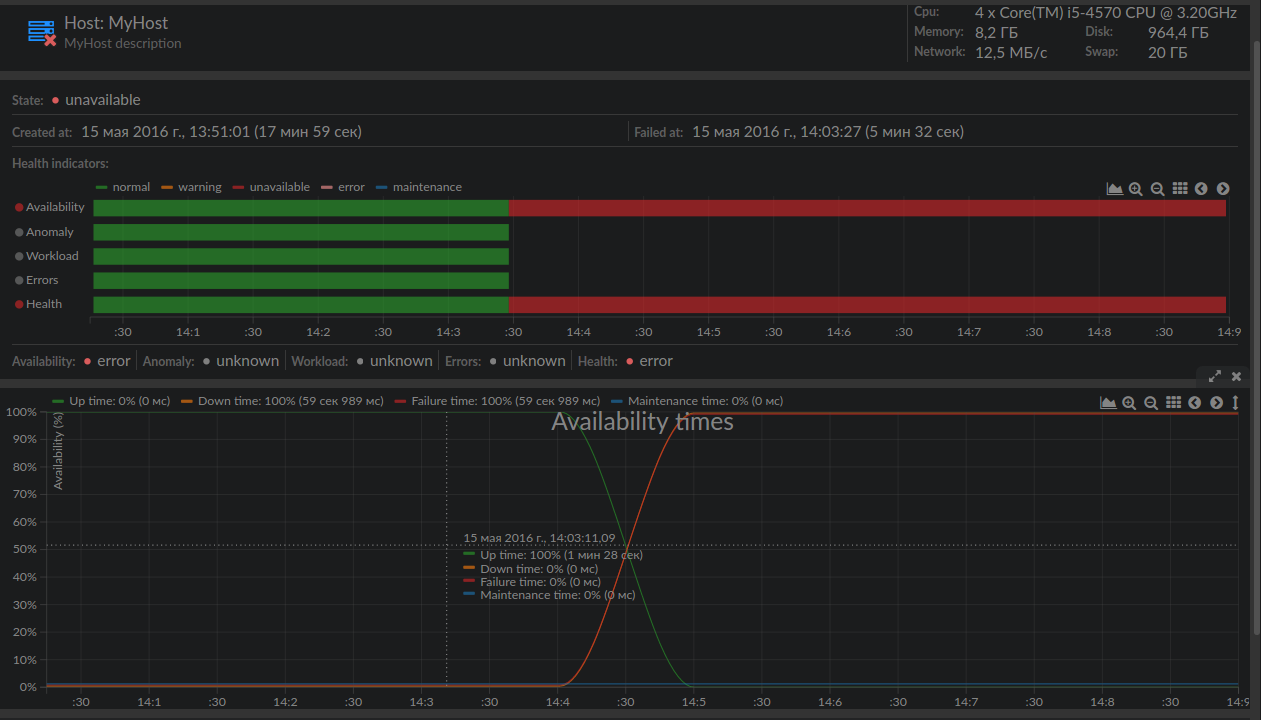 Host: MyHost
MyHost description
Cpu: 4 x Core(TM) i5-4570 CPU @ 3.20GHz
Memory: 8,2 ГБ Disk: 964,4 ГБ
Network: 12,5 МБ/с Swap: 20 ГБ
State: unavailable
Created at: 15 мая 2016 г., 13:51:01 (17 мин 59 сек) Failed at: 15 мая 2016 г., 14:03:27 (5 мин 32 сек)
Health indicators:
normal warning unavailable error maintenance
Availability
Anomaly
Workload
Errors
Health
:30 14:1 :30 14:2 :30 14:3 :30 14:4 :30 14:5 :30 14:6 :30 14:7 :30 14:8 :30 14:9
Availability: error Anomaly: unknown Workload: unknown Errors: unknown Health: error
Up time: 0% (0 мс) Down time: 100% (59 сек 989 мс) Failure time: 100% (59 сек 989 мс) Maintenance time: 0% (0 мс)
Availability times
Availability (%)
100%
90%
80%
70%
60%
50%
40%
30%
20%
10%
0%
15 мая 2016 г., 14:03:11,09
Up time: 100% (1 мин 28 сек)
Down time: 0% (0 мс)
Failure time: 0% (0 мс)
Maintenance time: 0% (0 мс)
:30 14:1 :30 14:2 :30 14:3 :30 14:4 :30 14:5 :30 14:6 :30 14:7 :30 14:8 :30 14:9